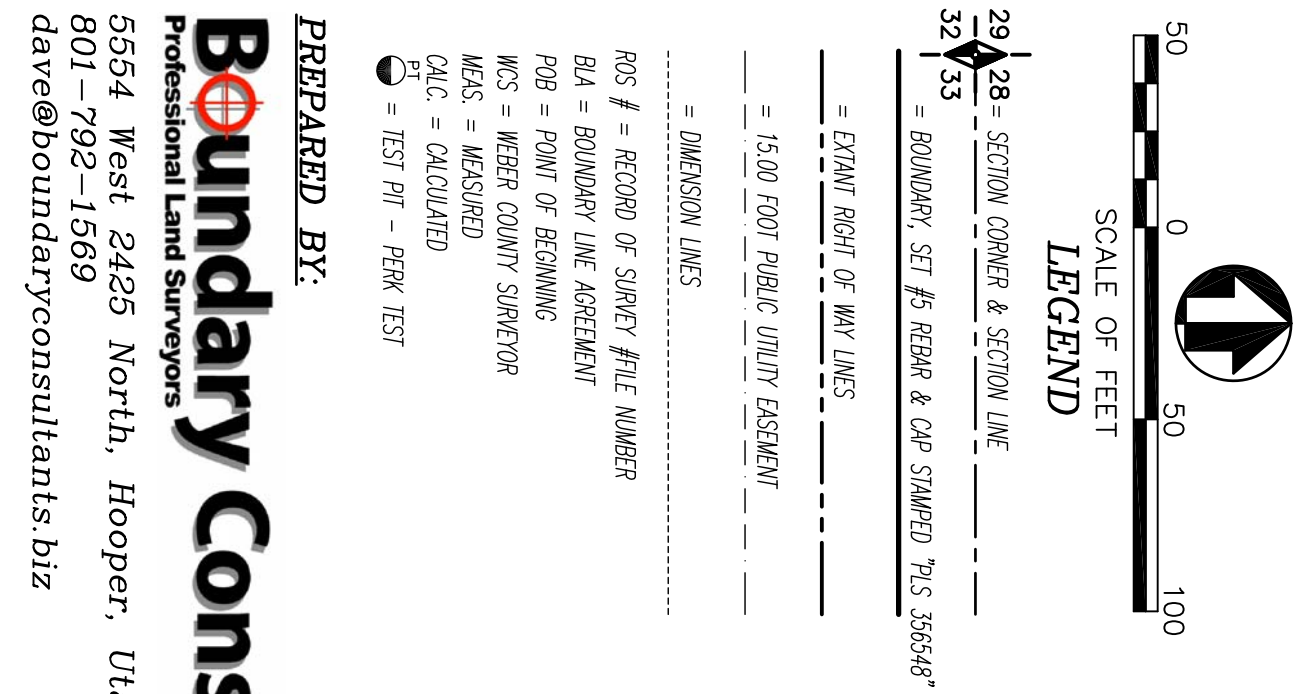 50 0 50 100
SCALE OF FEET
LEGEND
29 28
32 33
= SECTION CORNER & SECTION LINE
= BOUNDARY, SET #5 REBAR & CAP STAMPED "PLS 356548"
= EXTANT RIGHT OF WAY LINES
= 15.00 FOOT PUBLIC UTILITY EASEMENT
= DIMENSION LINES
ROS # = RECORD OF SURVEY #FILE NUMBER
BLA = BOUNDARY LINE AGREEMENT
POB = POINT OF BEGINNING
WCS = WEBER COUNTY SURVEYOR
MEAS. = MEASURED
CALC. = CALCULATED
PT = TEST PIT - PERK TEST
PREPARED BY:
Boundary Cons
Professional Land Surveyors
5554 West 2425 North, Hooper, Uta
801-792-1569
dave@boundaryconsultants.biz